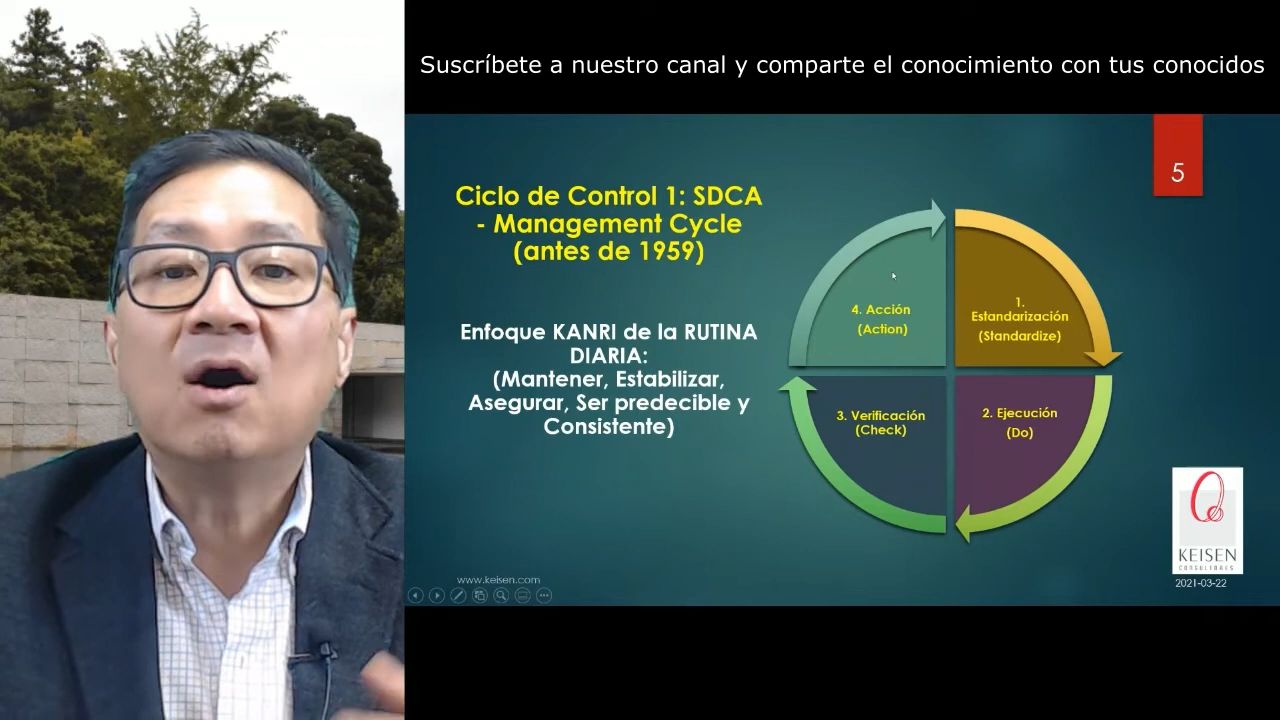 Suscríbete a nuestro canal y comparte el conocimiento con tus conocidos
5
Ciclo de Control 1: SDCA
- Management Cycle
(antes de 1959)
Enfoque KANRI de la RUTINA
DIARIA:
(Mantener, Estabilizar,
Asegurar, Ser predecible y
Consistente)
4. Acción
(Action)
1.
Estandarización
(Standardize)
3. Verificación
(Check)
2. Ejecución
(Do)
KEISEN
CONSULTORES
www.keisen.com
2021-03-22